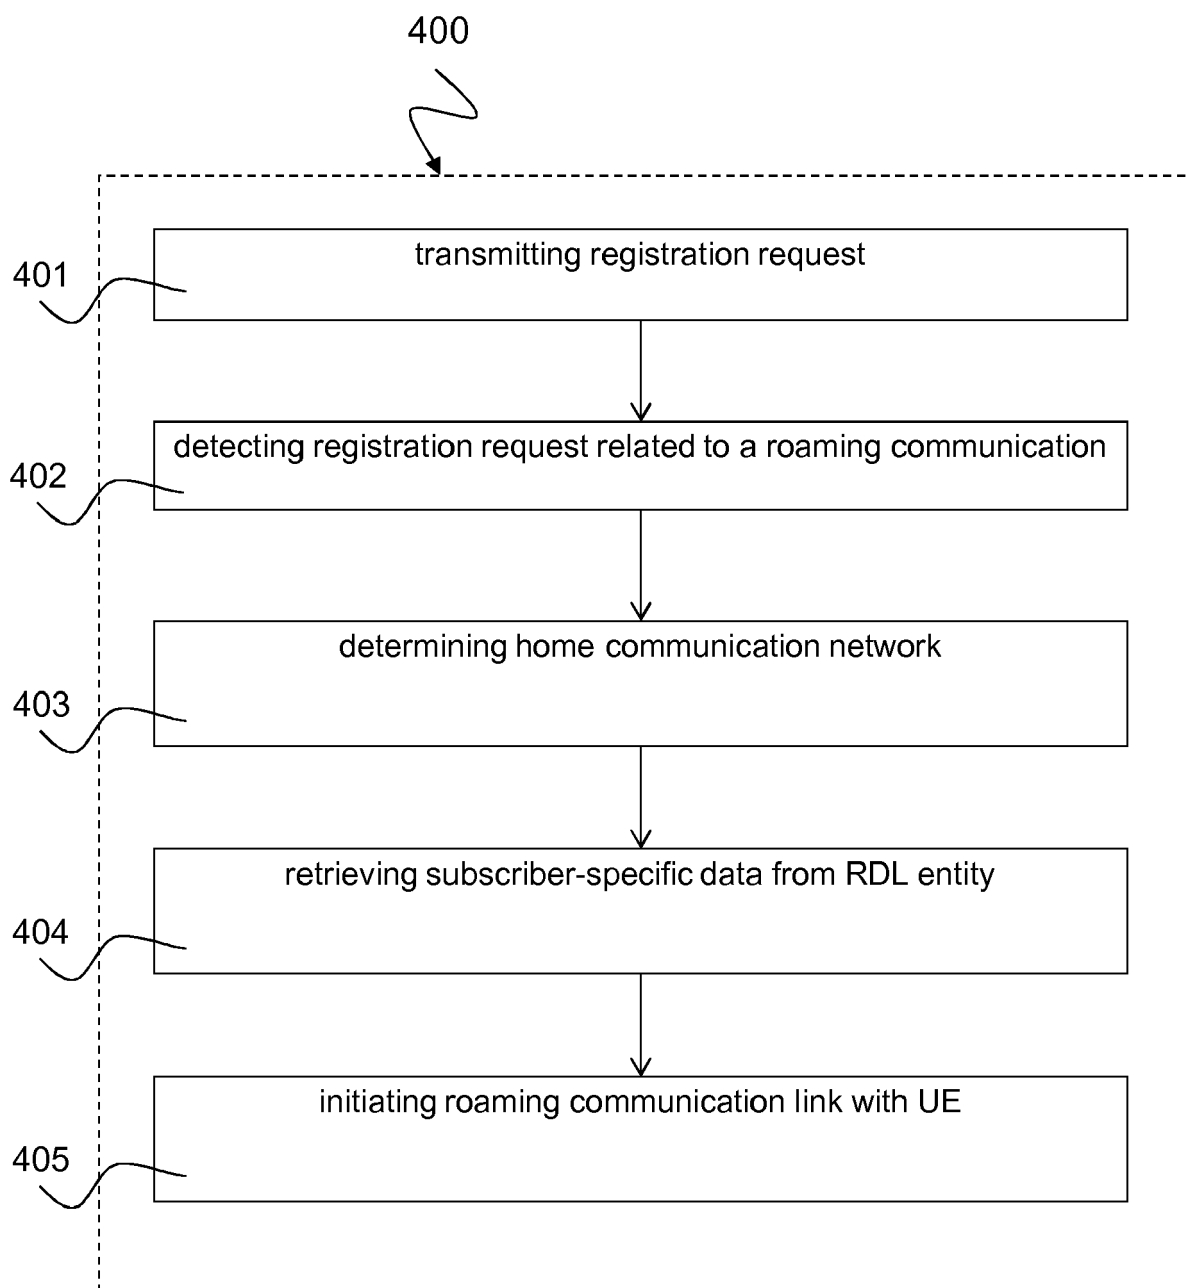 400
transmitting registration request
401
detecting registration request related to a roaming communication
402
determining home communication network
403
retrieving subscriber-specific data from RDL entity
404
initiating roaming communication link with UE
405